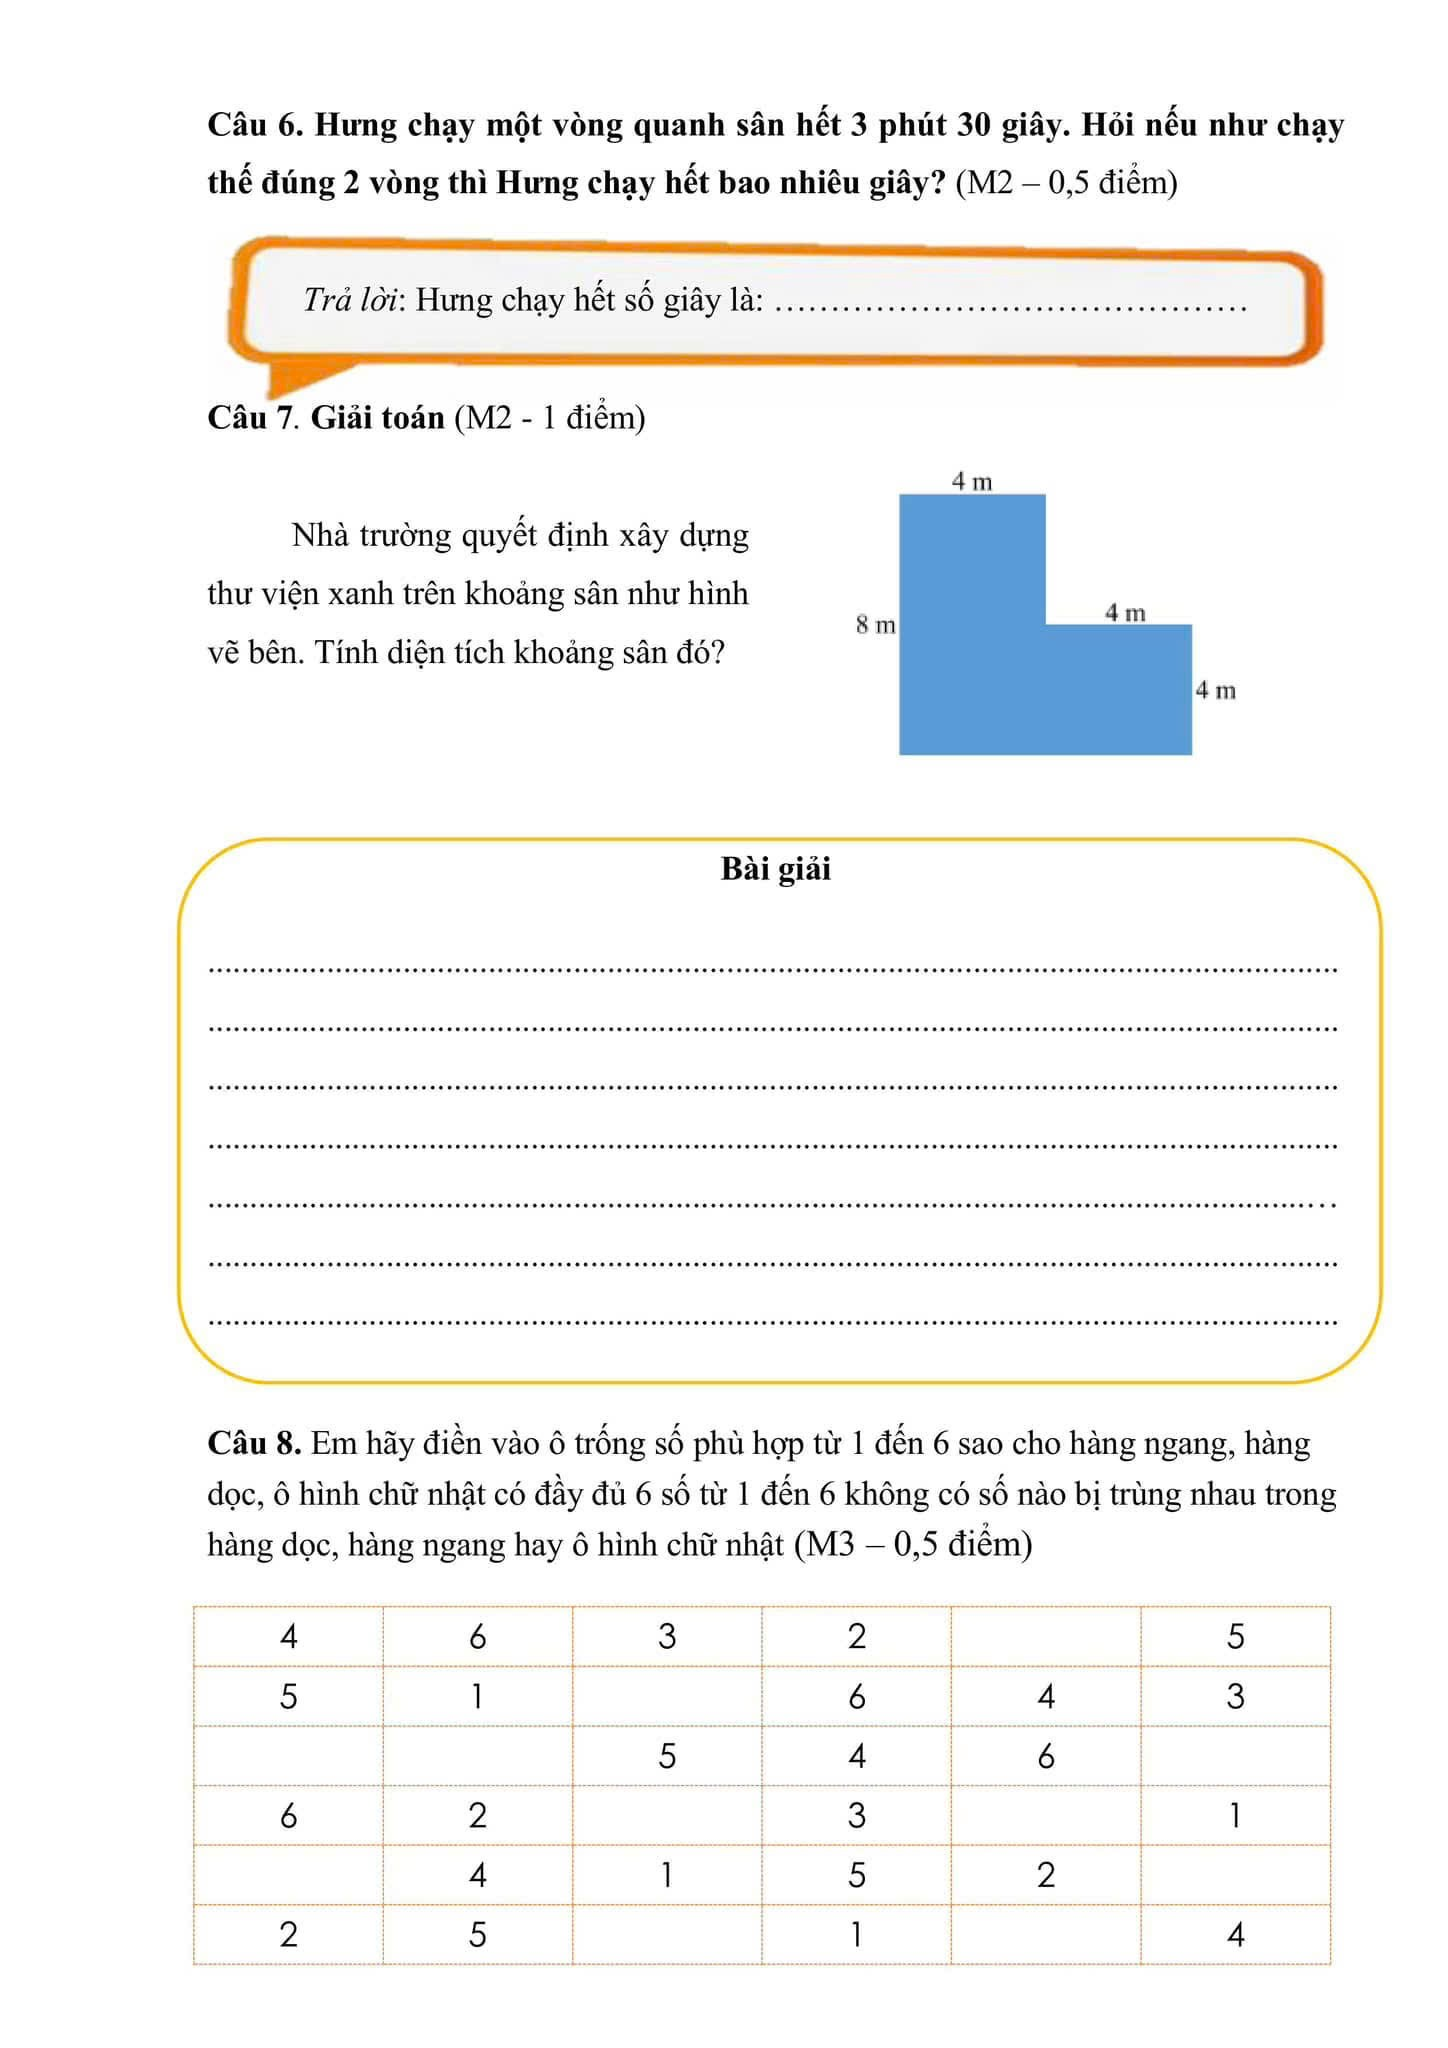 Câu 6. Hưng chạy một vòng quanh sân hết 3 phút 30 giây. Hỏi nếu như chạy
thế đúng 2 vòng thì Hưng chạy hết bao nhiêu giây? (M2 – 0,5 điểm)
Trả lời: Hưng chạy hết số giây là: ..........................................
Câu 7. Giải toán (M2 - 1 điểm)
4 m
Nhà trường quyết định xây dựng
thư viện xanh trên khoảng sân như hình
vẽ bên. Tính diện tích khoảng sân đó?
8 m
4 m
4 m
Bài giải
Câu 8. Em hãy điền vào ô trống số phù hợp từ 1 đến 6 sao cho hàng ngang, hàng
dọc, ô hình chữ nhật có đầy đủ 6 số từ 1 đến 6 không có số nào bị trùng nhau trong
hàng dọc, hàng ngang hay ô hình chữ nhật (M3 – 0,5 điểm)
4 6 3 2 5
5 1 6 4 3
5 4 6
6 2 3 1
4 1 5 2
2 5 1 4